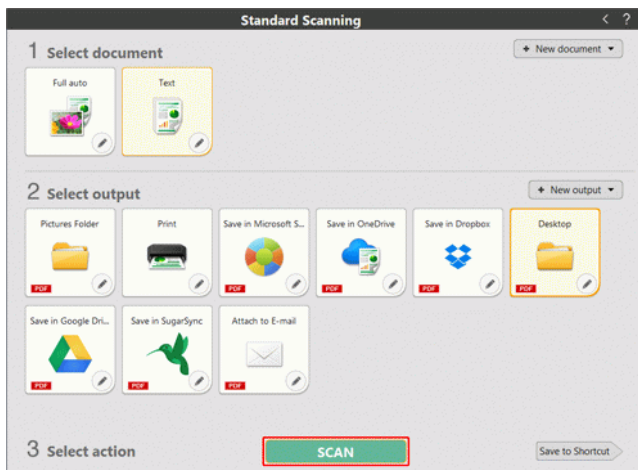 Standard Scanning < ?
1 Select document
+ New document
Full auto
Text
2 Select output
+ New output
Pictures Folder
Print
Save in Microsoft S...
Save in OneDrive
Save in Dropbox
Desktop
PDF
PDF
PDF
PDF
PDF
Save in Google Dri...
Save in SugarSync
Attach to E-mail
PDF
PDF
PDF
3 Select action
SCAN
Save to Shortcut